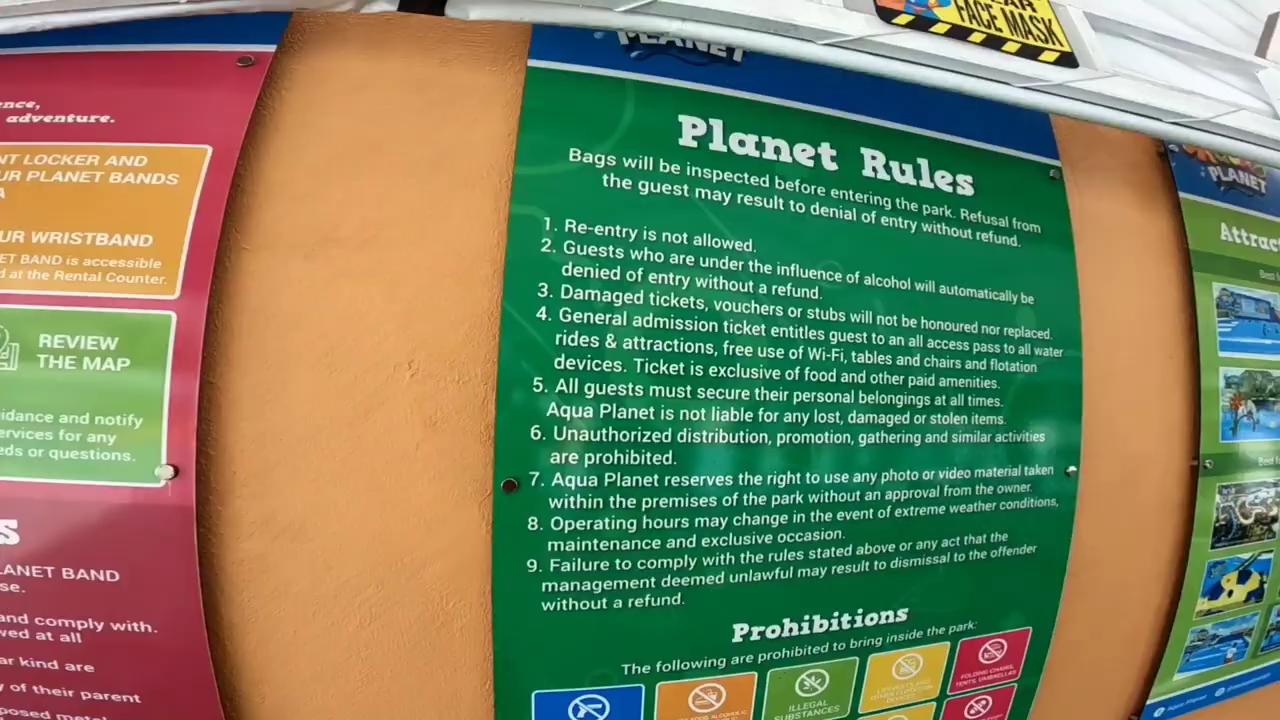 FACE MASK
PLANET
Planet Rules
Bags will be inspected before entering the park. Refusal from
the guest may result to denial of entry without refund.
1. Re-entry is not allowed.
2. Guests who are under the influence of alcohol will automatically be
denied of entry without a refund.
3. Damaged tickets, vouchers or stubs will not be honoured nor replaced.
4. General admission ticket entitles guest to an all access pass to all water
rides & attractions, free use of Wi-Fi, tables and chairs and flotation
devices. Ticket is exclusive of food and other paid amenities.
5. All guests must secure their personal belongings at all times.
Aqua Planet is not liable for any lost, damaged or stolen items.
6. Unauthorized distribution, promotion, gathering and similar activities
are prohibited.
7. Aqua Planet reserves the right to use any photo or video material taken
within the premises of the park without an approval from the owner.
8. Operating hours may change in the event of extreme weather conditions,
maintenance and exclusive occasion.
9. Failure to comply with the rules stated above or any act that the
management deemed unlawful may result to dismissal to the offender
without a refund.
Prohibitions
The following are prohibited to bring inside the park:
ILLEGAL
SUBSTANCES
FOLDING CHAIRS,
TENTS, UMBRELLAS
adventure.
LOCKER AND
PLANET BANDS
WRISTBAND
BAND is accessible
at the Rental Counter.
REVIEW
THE MAP
and notify
for any
or questions.
BAND
and comply with.
at all
kind are
of their parent
PLANET